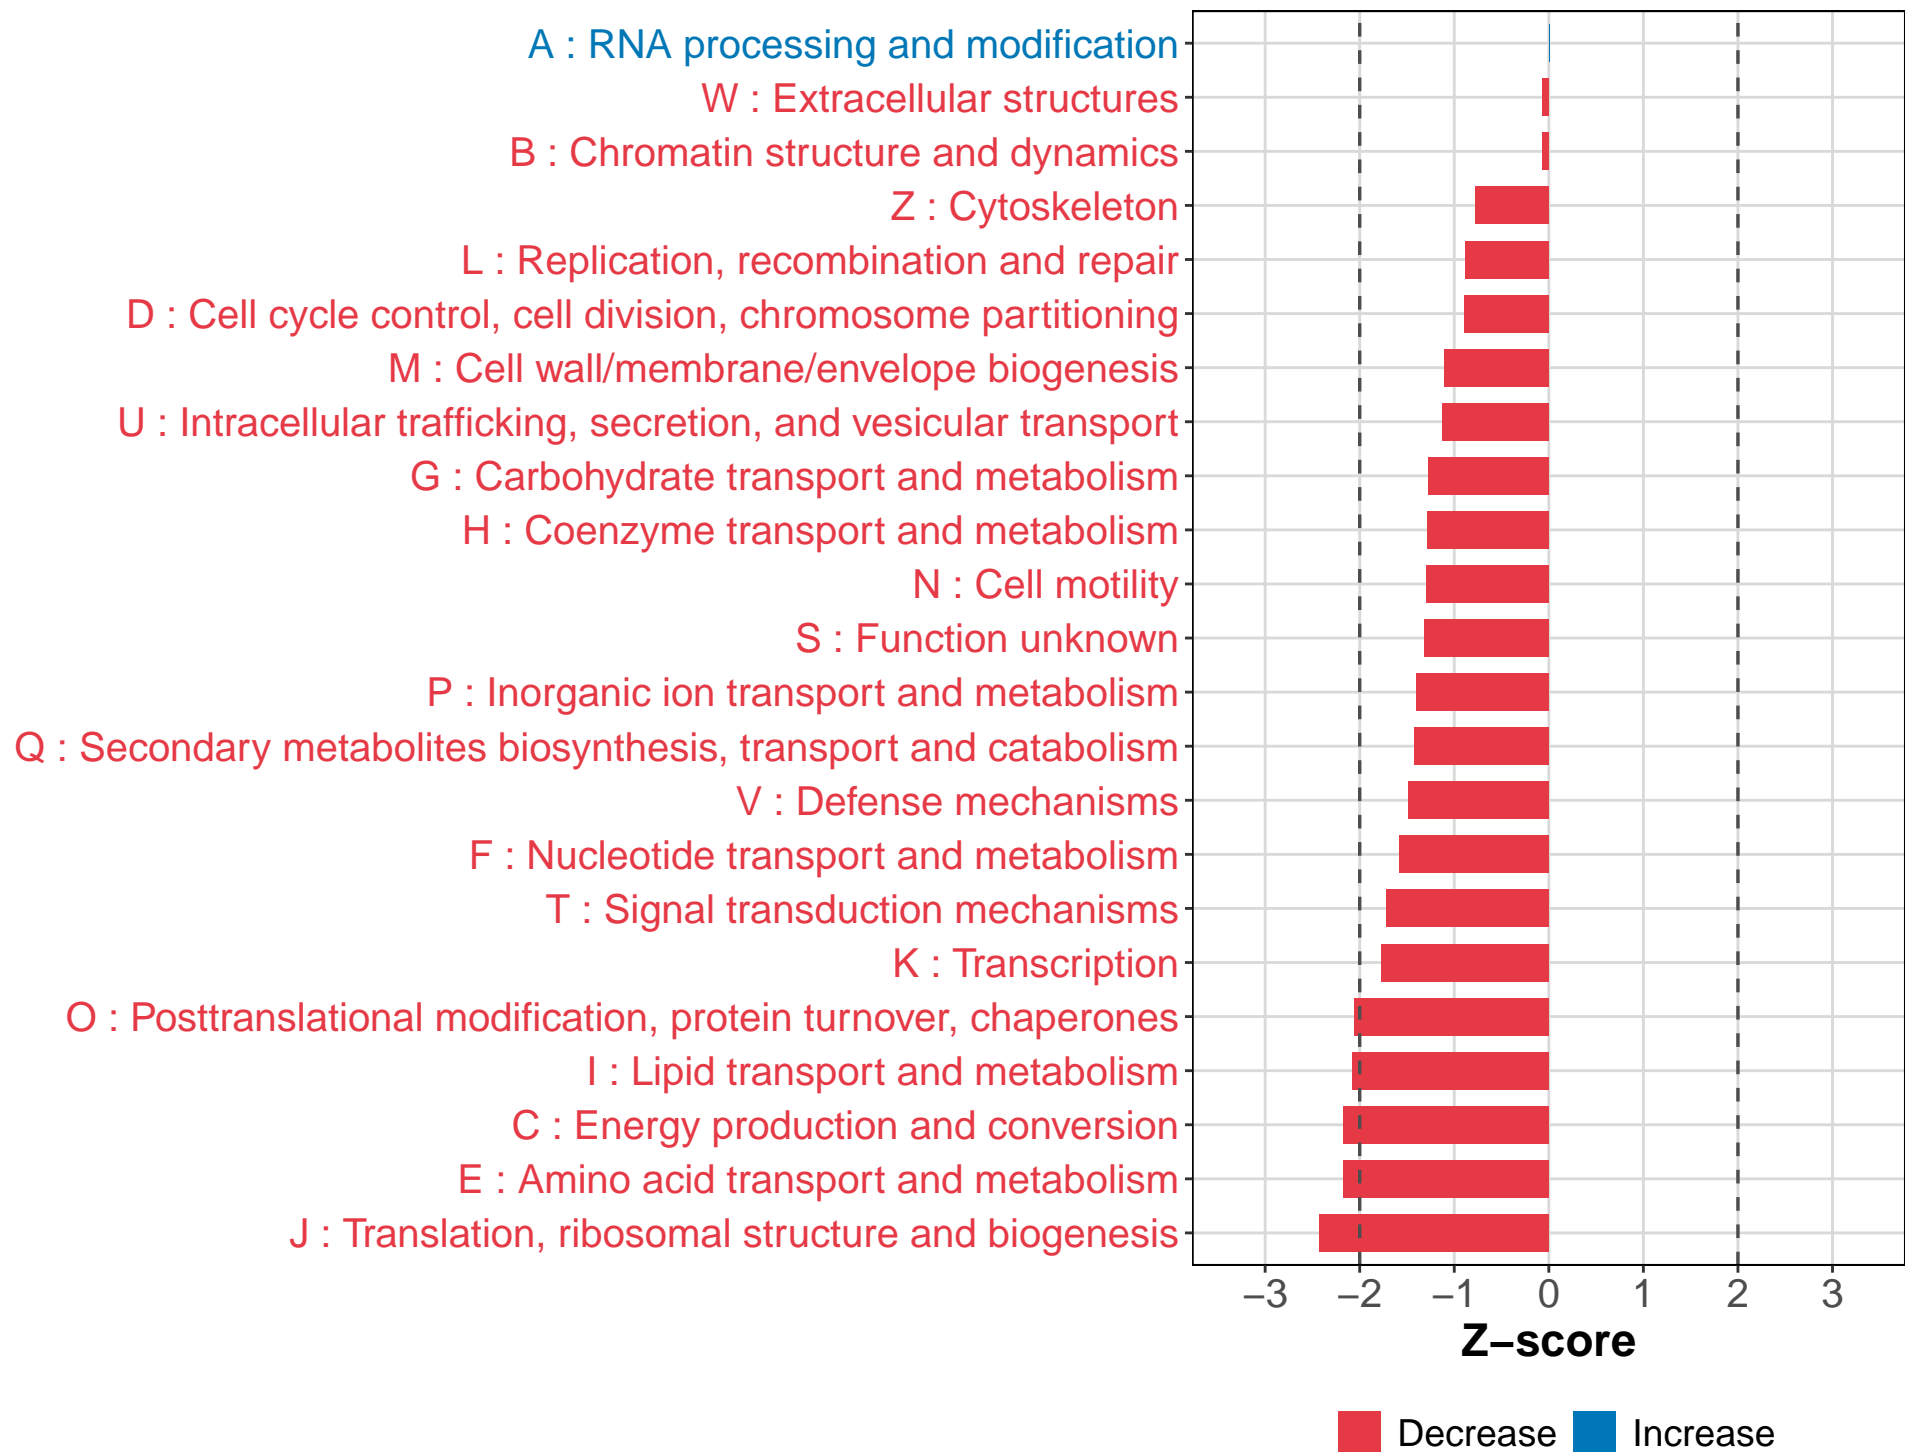 A : RNA processing and modification
W : Extracellular structures
B : Chromatin structure and dynamics
Z : Cytoskeleton
L : Replication, recombination and repair
D : Cell cycle control, cell division, chromosome partitioning
M : Cell wall/membrane/envelope biogenesis
U : Intracellular trafficking, secretion, and vesicular transport
G : Carbohydrate transport and metabolism
H : Coenzyme transport and metabolism
N : Cell motility
S : Function unknown
P : Inorganic ion transport and metabolism
Q : Secondary metabolites biosynthesis, transport and catabolism
V : Defense mechanisms
F : Nucleotide transport and metabolism
T : Signal transduction mechanisms
K : Transcription
O : Posttranslational modification, protein turnover, chaperones
I : Lipid transport and metabolism
C : Energy production and conversion
E : Amino acid transport and metabolism
J : Translation, ribosomal structure and biogenesis
−3 −2 −1 0 1 2 3
Z−score
Decrease Increase